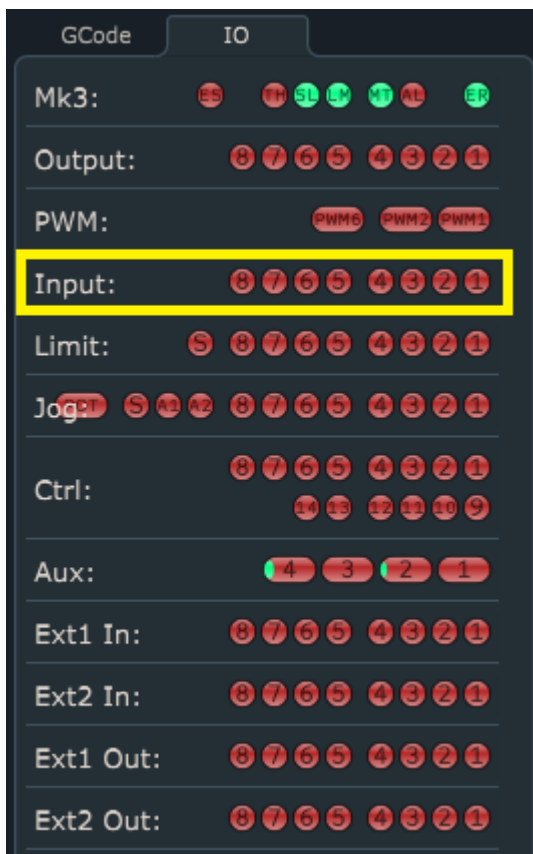 GCode IO
Mk3: ES TH SL LM MT AL ER
Output: 8 7 6 5 4 3 2 1
PWM: PWM6 PWM2 PWM1
Input: 8 7 6 5 4 3 2 1
Limit: S 8 7 6 5 4 3 2 1
Jog: S A1 A2 8 7 6 5 4 3 2 1
Ctrl: 8 7 6 5 4 3 2 1
14 13 12 11 10 9
Aux: 4 3 2 1
Ext1 In: 8 7 6 5 4 3 2 1
Ext2 In: 8 7 6 5 4 3 2 1
Ext1 Out: 8 7 6 5 4 3 2 1
Ext2 Out: 8 7 6 5 4 3 2 1